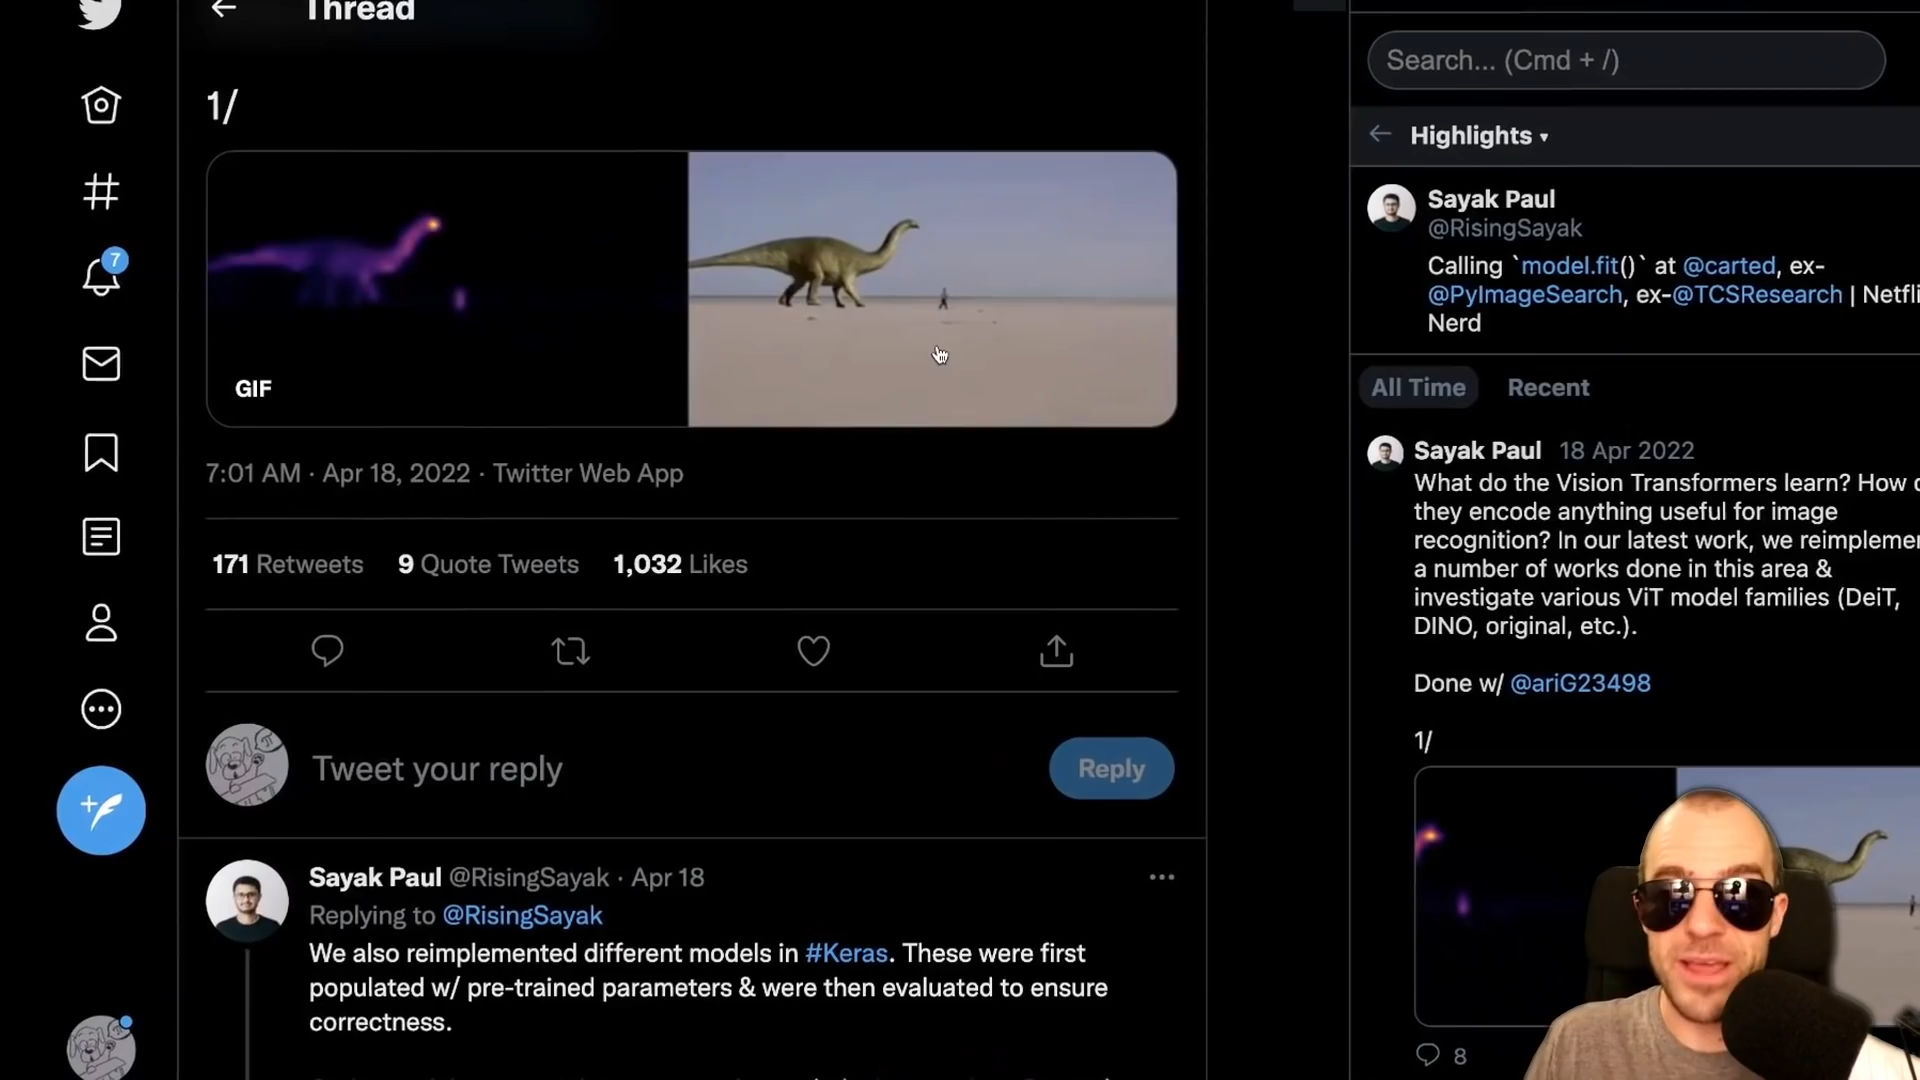 Thread
1/
GIF
7:01 AM · Apr 18, 2022 · Twitter Web App
171 Retweets 9 Quote Tweets 1,032 Likes
Tweet your reply
Reply
Sayak Paul @RisingSayak · Apr 18
Replying to @RisingSayak
We also reimplemented different models in #Keras. These were first
populated w/ pre-trained parameters & were then evaluated to ensure
correctness.
7
Search... (Cmd + /)
Highlights
Sayak Paul
@RisingSayak
Calling `model.fit()` at @carted, ex-
@PyImageSearch, ex-@TCSResearch | Netfli
Nerd
All Time Recent
Sayak Paul 18 Apr 2022
What do the Vision Transformers learn? How
they encode anything useful for image
recognition? In our latest work, we reimplemen
a number of works done in this area &
investigate various ViT model families (DeiT,
DINO, original, etc.).
Done w/ @ariG23498
1/
8